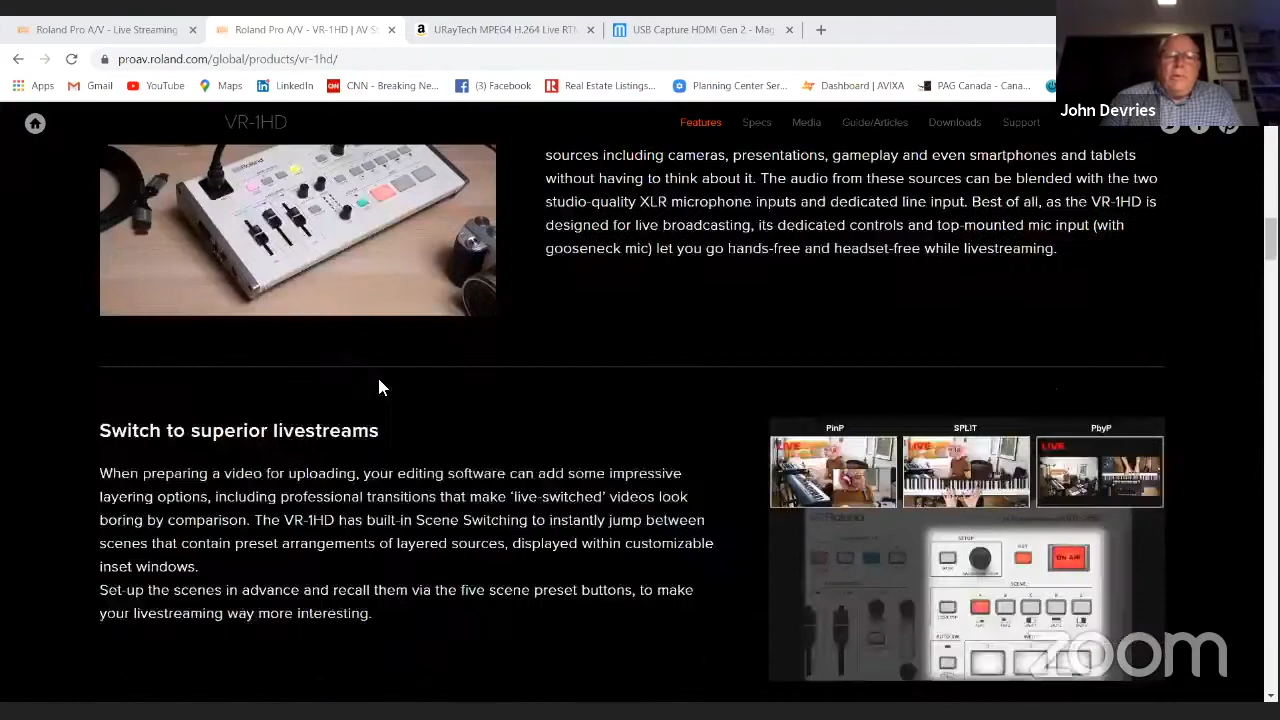 Roland Pro A/V - Live Streaming
Roland Pro A/V - VR-1HD | AV S
URayTech MPEG4 H.264 Live RTM
USB Capture HDMI Gen 2 - Mag
proav.roland.com/global/products/vr-1hd/
Apps
Gmail
YouTube
Maps
LinkedIn
CNN - Breaking Ne...
(3) Facebook
Real Estate Listings...
Planning Center Ser...
Dashboard | AVIXA
PAG Canada - Cana...
John Devries
VR-1HD
Features
Specs
Media
Guide/Articles
Downloads
Support
sources including cameras, presentations, gameplay and even smartphones and tablets
without having to think about it. The audio from these sources can be blended with the two
studio-quality XLR microphone inputs and dedicated line input. Best of all, as the VR-1HD is
designed for live broadcasting, its dedicated controls and top-mounted mic input (with
gooseneck mic) let you go hands-free and headset-free while livestreaming.
Roland
Switch to superior livestreams
When preparing a video for uploading, your editing software can add some impressive
layering options, including professional transitions that make ‘live-switched’ videos look
boring by comparison. The VR-1HD has built-in Scene Switching to instantly jump between
scenes that contain preset arrangements of layered sources, displayed within customizable
inset windows.
Set-up the scenes in advance and recall them via the five scene preset buttons, to make
your livestreaming way more interesting.
PinP
SPLIT
PbyP
LIVE
LIVE
LIVE
Roland
SETUP
ON AIR
SCENE
zoom